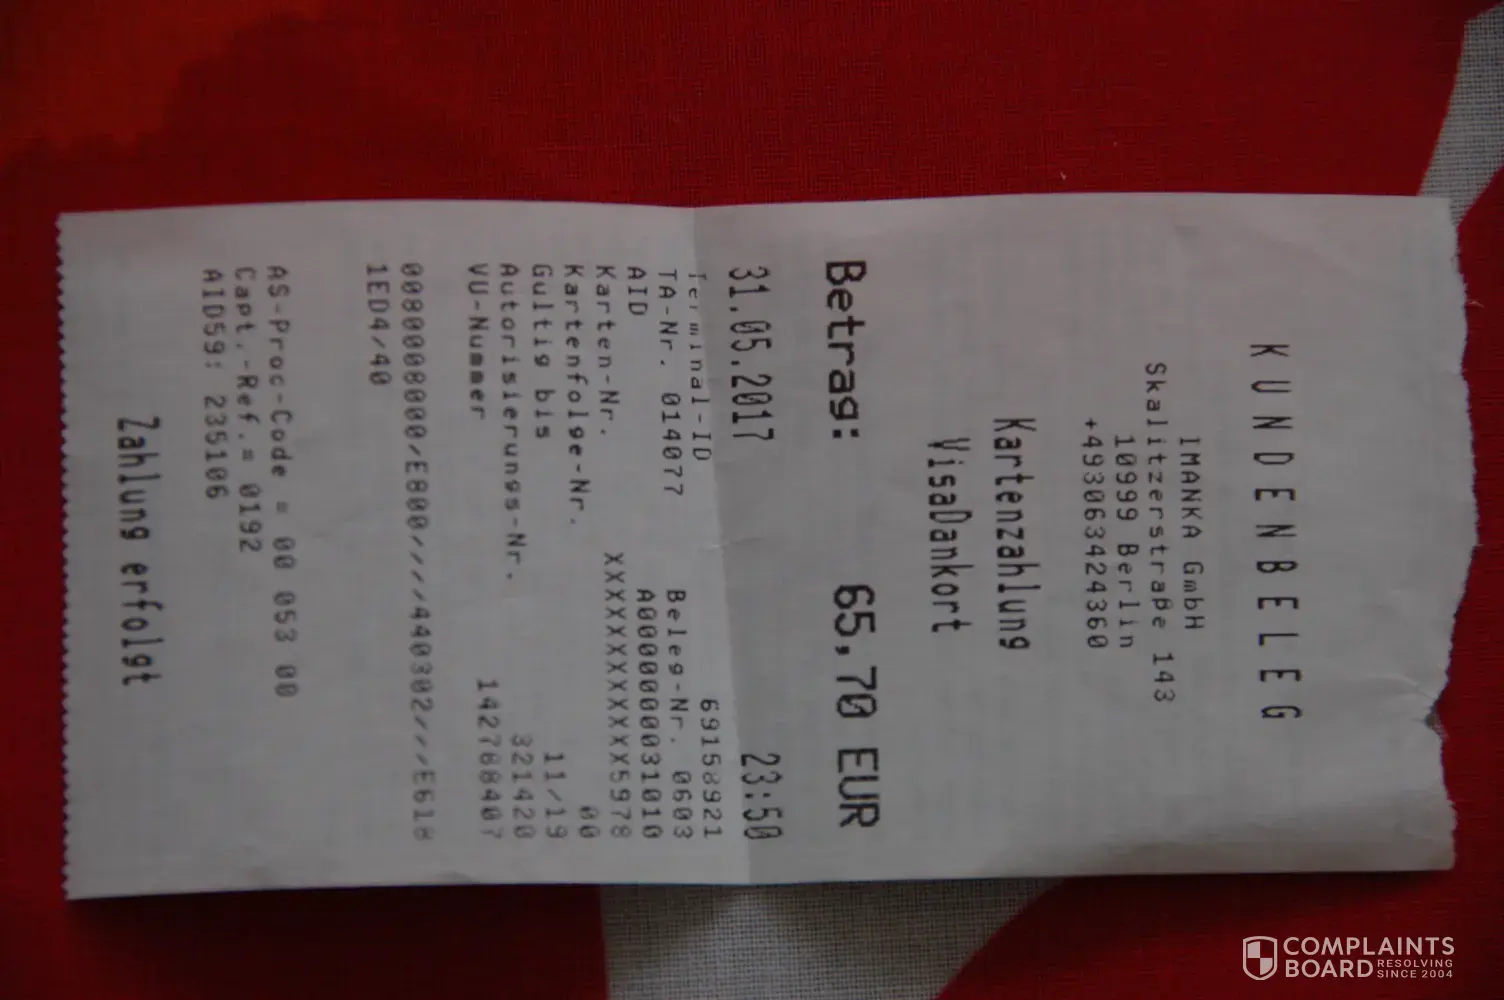 KUNDENBELEG
IMANKA GmbH
Skalitzerstraße 143
10999 Berlin
+493063424360
Kartenzahlung
VisaDankort
Betrag: 65,70 EUR
31.05.2017 23:50
Terminal-ID 69158921
TA-Nr. 014077 Beleg-Nr. 0603
AID A0000000031010
Karten-Nr. XXXXXXXXXXXX5978
Kartenfolge-Nr. 00
Gültig bis 11/19
Autorisierungs-Nr. 321420
VU-Nummer 142788407
0080008000/E800////440302///E618
1ED4/40
AS-Proc-Code = 00 053 00
Capt.-Ref.= 0192
AID59: 235106
Zahlung erfolgt
COMPLAINTS
BOARD RESOLVING
SINCE 2004